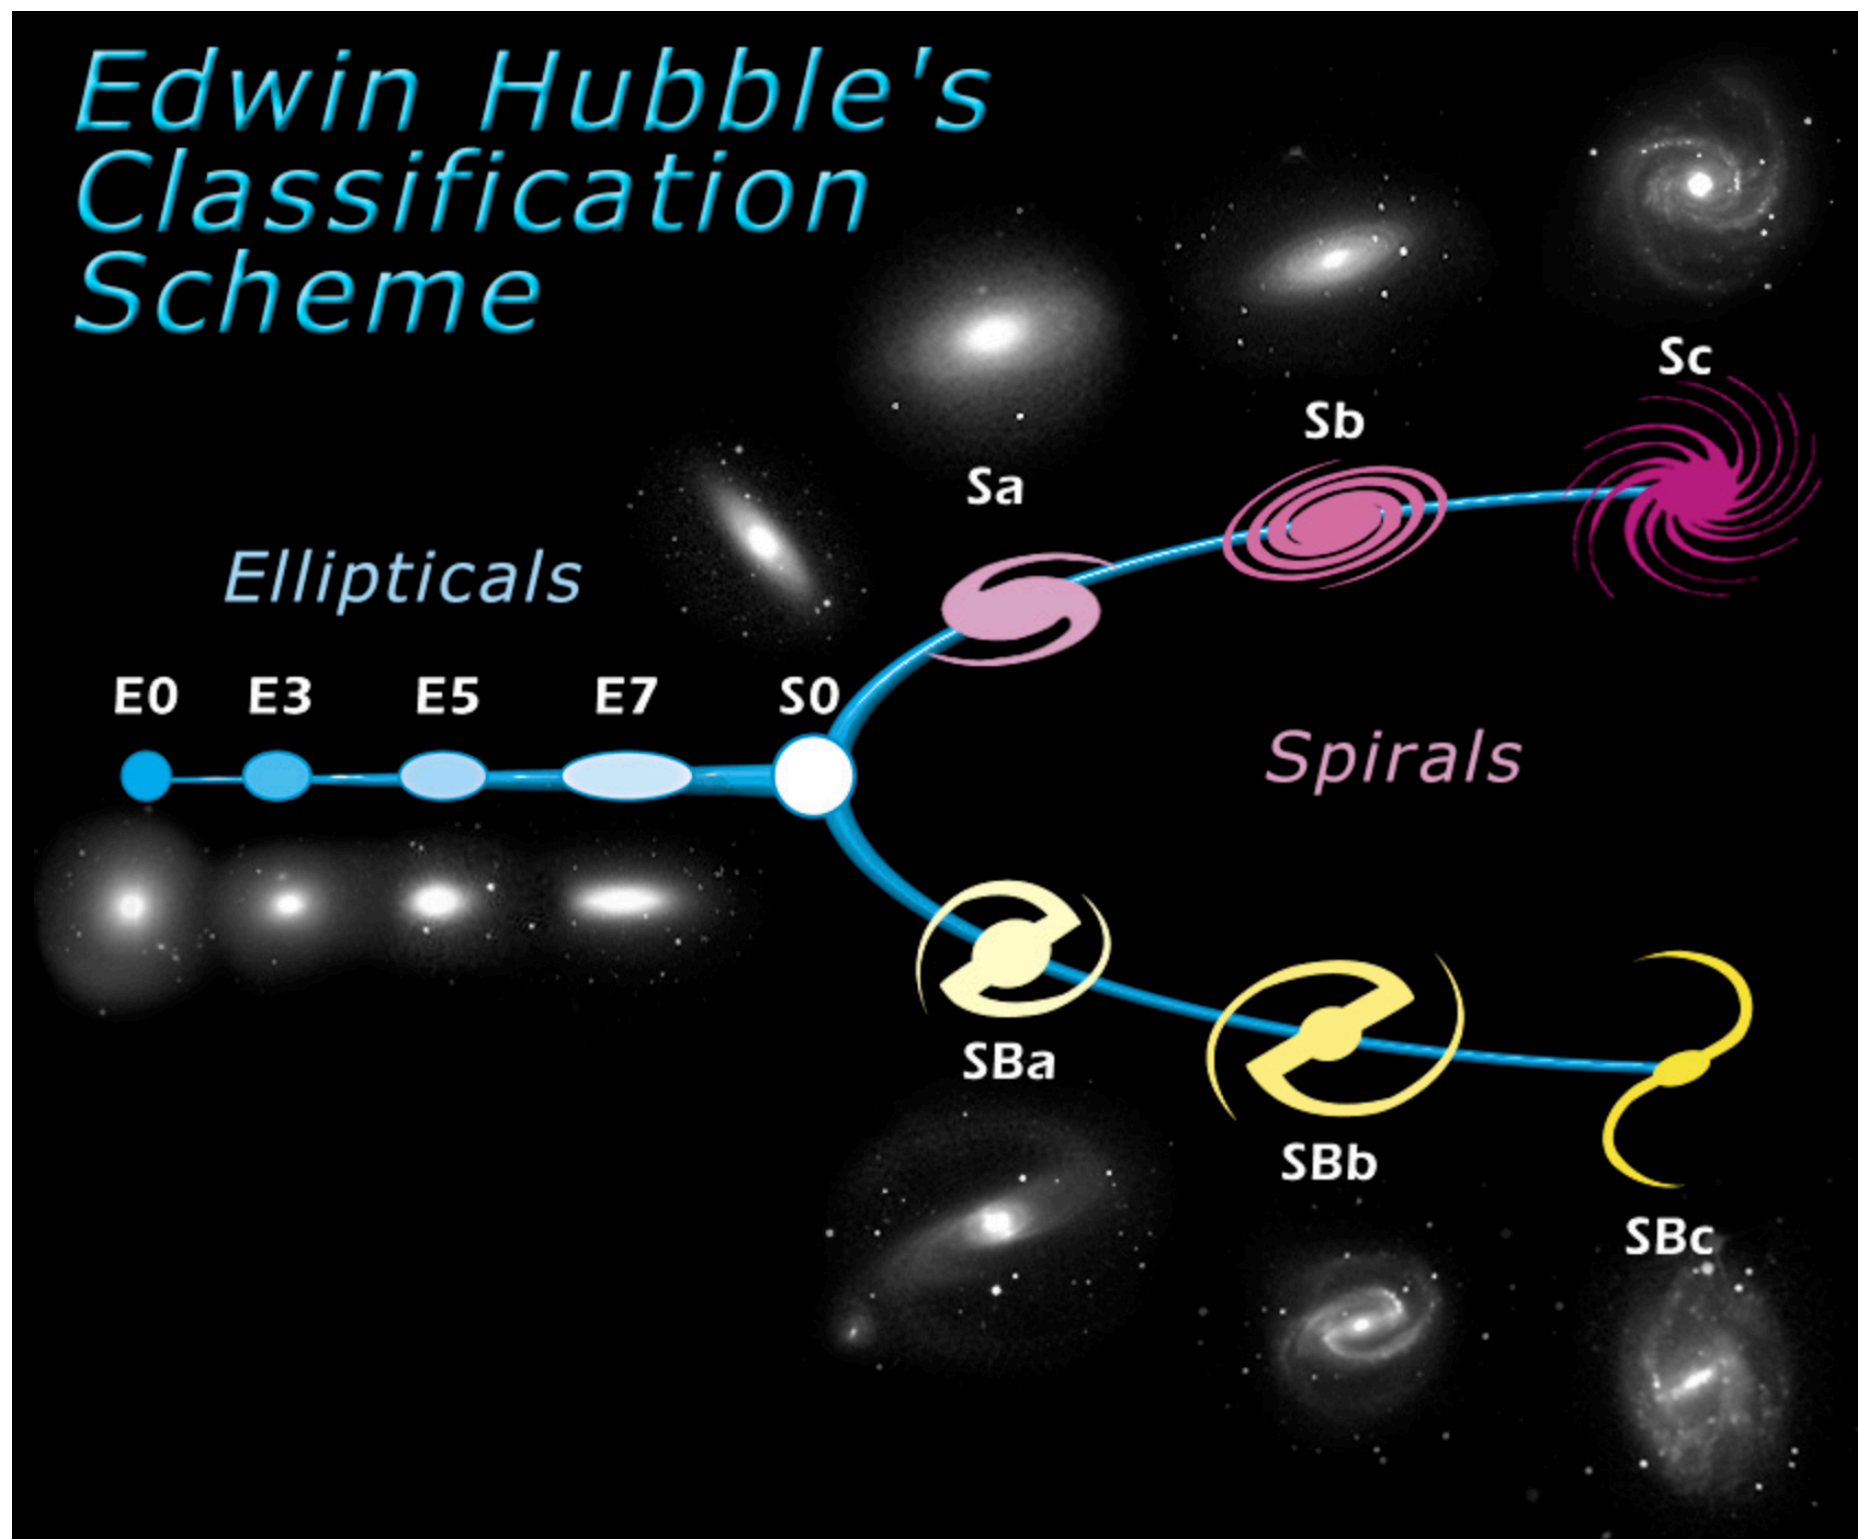 Edwin Hubble's
Classification
Scheme
Sc
Sb
Sa
Ellipticals
E0 E3 E5 E7 S0
Spirals
SBa
SBb
SBc